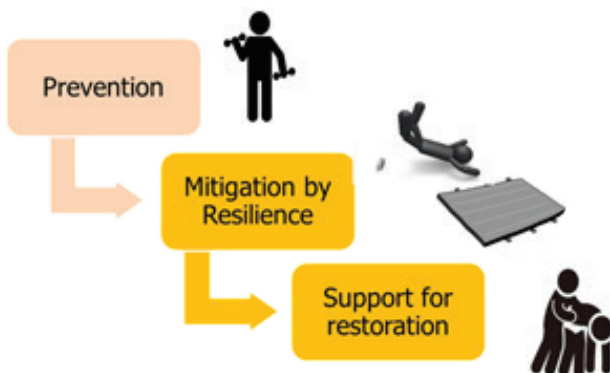 Prevention
Mitigation by
Resilience
Support for
restoration